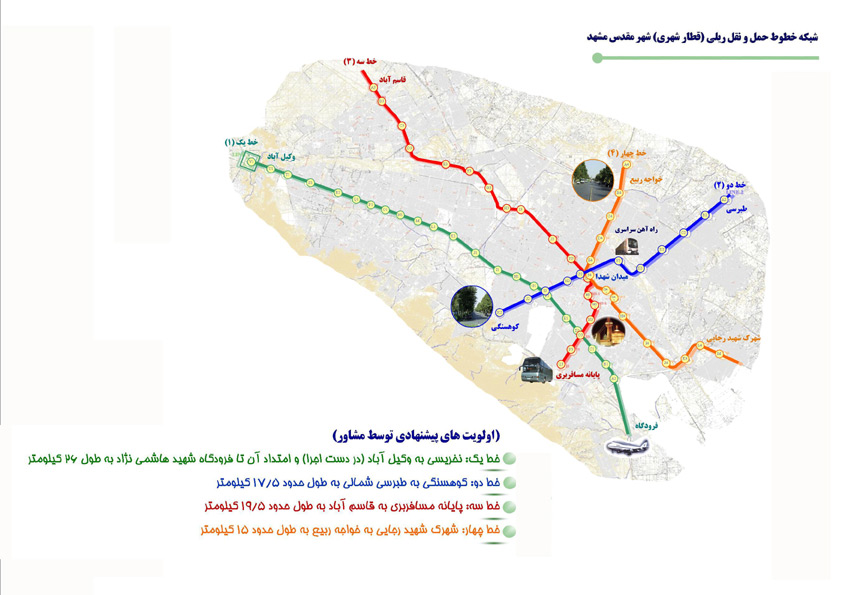 شبکه خطوط حمل و نقل ریلی (قطار شهری) شهر مقدس مشهد
خط سه (۳)
قاسم آباد
خط یک (۱)
وکیل آباد
خط چهار (۴)
خواجه ربیع
خط دو (۲)
طبرسی
راه آهن سراسری
میدان شهدا
کوهسنگی
شهرک شهید رجایی
پایانه مسافربری
فرودگاه
(اولویت های پیشنهادی توسط مشاور)
خط یک: نخریسی به وکیل آباد (در دست اجرا) و امتداد آن تا فرودگاه شهید هاشمی نژاد به طول ۲۶ کیلومتر
خط دو: کوهسنگی به طبرسی شمالی به طول حدود ۱۷/۵ کیلومتر
خط سه: پایانه مسافربری به قاسم آباد به طول حدود ۱۹/۵ کیلومتر
خط چهار: شهرک شهید رجایی به خواجه ربیع به طول حدود ۱۵ کیلومتر